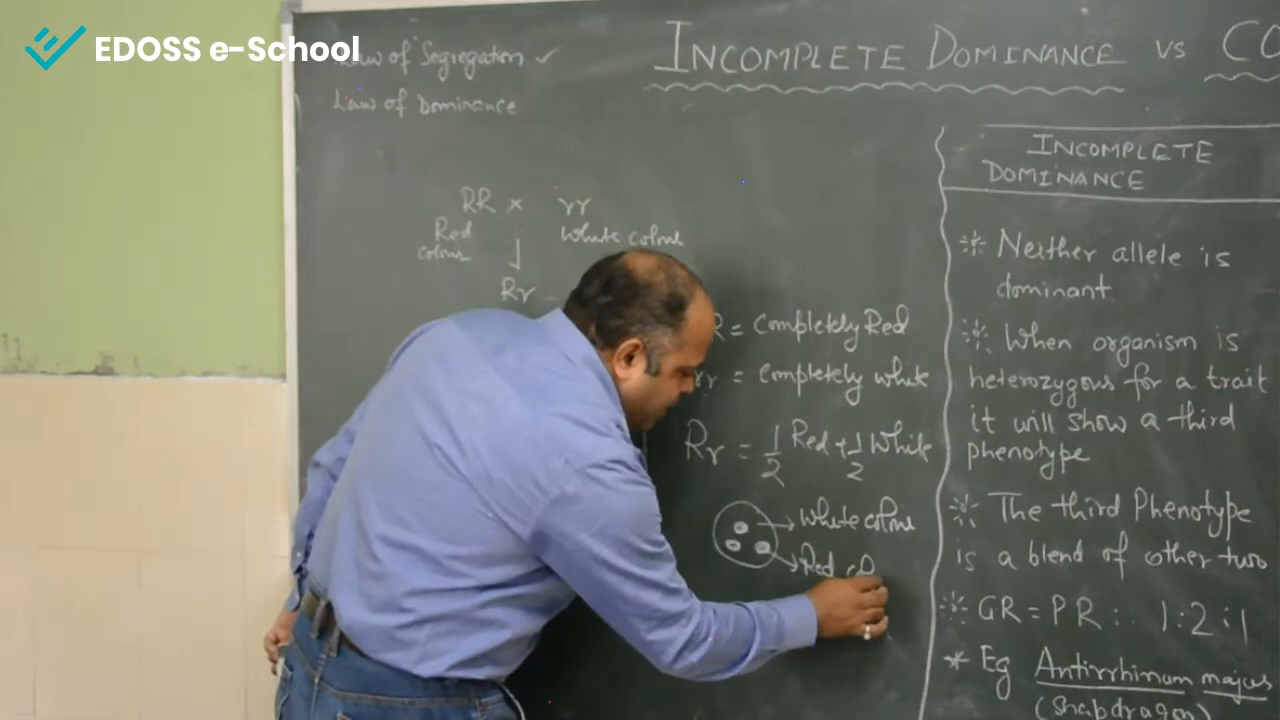 EDOSS e-School
Law of Segregation ✓
Law of Dominance
INCOMPLETE DOMINANCE vs CO
RR × rr
Red
colour
White colour
Rr
R = Completely Red
rr = Completely white
Rr = 1/2 Red + 1/2 White
White colour
Red co
INCOMPLETE
DOMINANCE
Neither allele is
dominant.
When organism is
heterozygous for a trait
it will show a third
phenotype
The third Phenotype
is a blend of other two
GR = PR : 1:2:1
* Eg Antirrhinum majus
(Snapdragon)